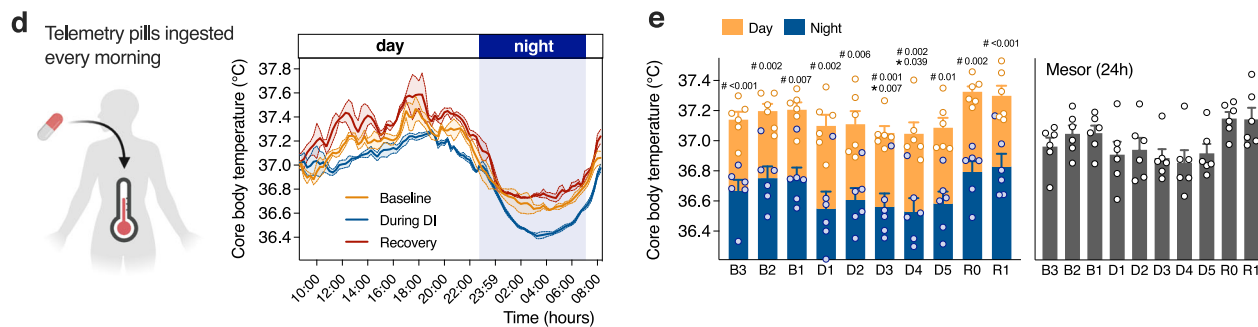 d
Telemetry pills ingested
every morning
day
night
Core body temperature (°C)
37.8
37.6
37.4
37.2
37.0
36.8
36.6
36.4
Baseline
During DI
Recovery
10:00
12:00
14:00
16:00
18:00
20:00
22:00
23:59
02:00
04:00
06:00
08:00
Time (hours)
e
Day
Night
Core body temperature (°C)
37.4
37.2
37.0
36.8
36.6
36.4
# <0.001
# 0.002
# 0.007
# 0.002
# 0.006
# 0.001
* 0.007
# 0.002
* 0.039
# 0.01
# 0.002
# <0.001
B3 B2 B1 D1 D2 D3 D4 D5 R0 R1
Mesor (24h)
B3 B2 B1 D1 D2 D3 D4 D5 R0 R1